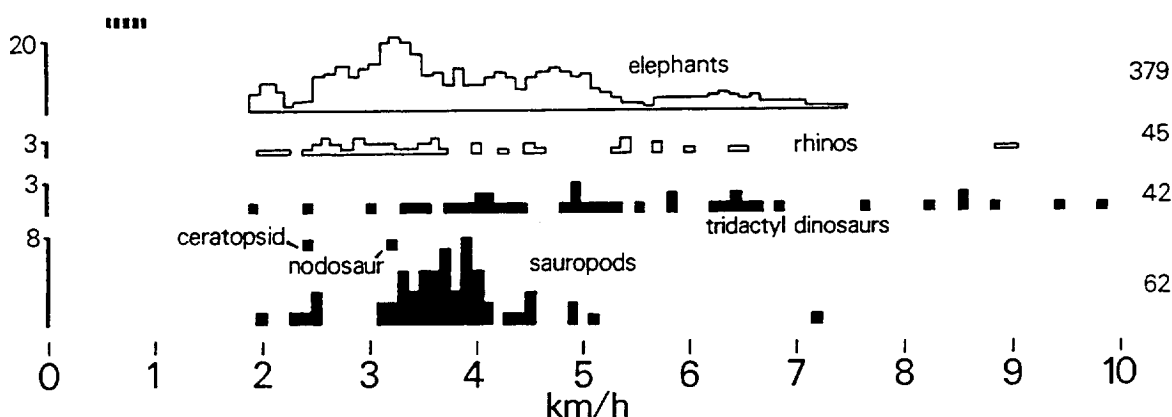 20
elephants
379
3
rhinos
45
3
42
tridactyl dinosaurs
8
ceratopsid
nodosaur
sauropods
62
0 1 2 3 4 5 6 7 8 9 10
km/h